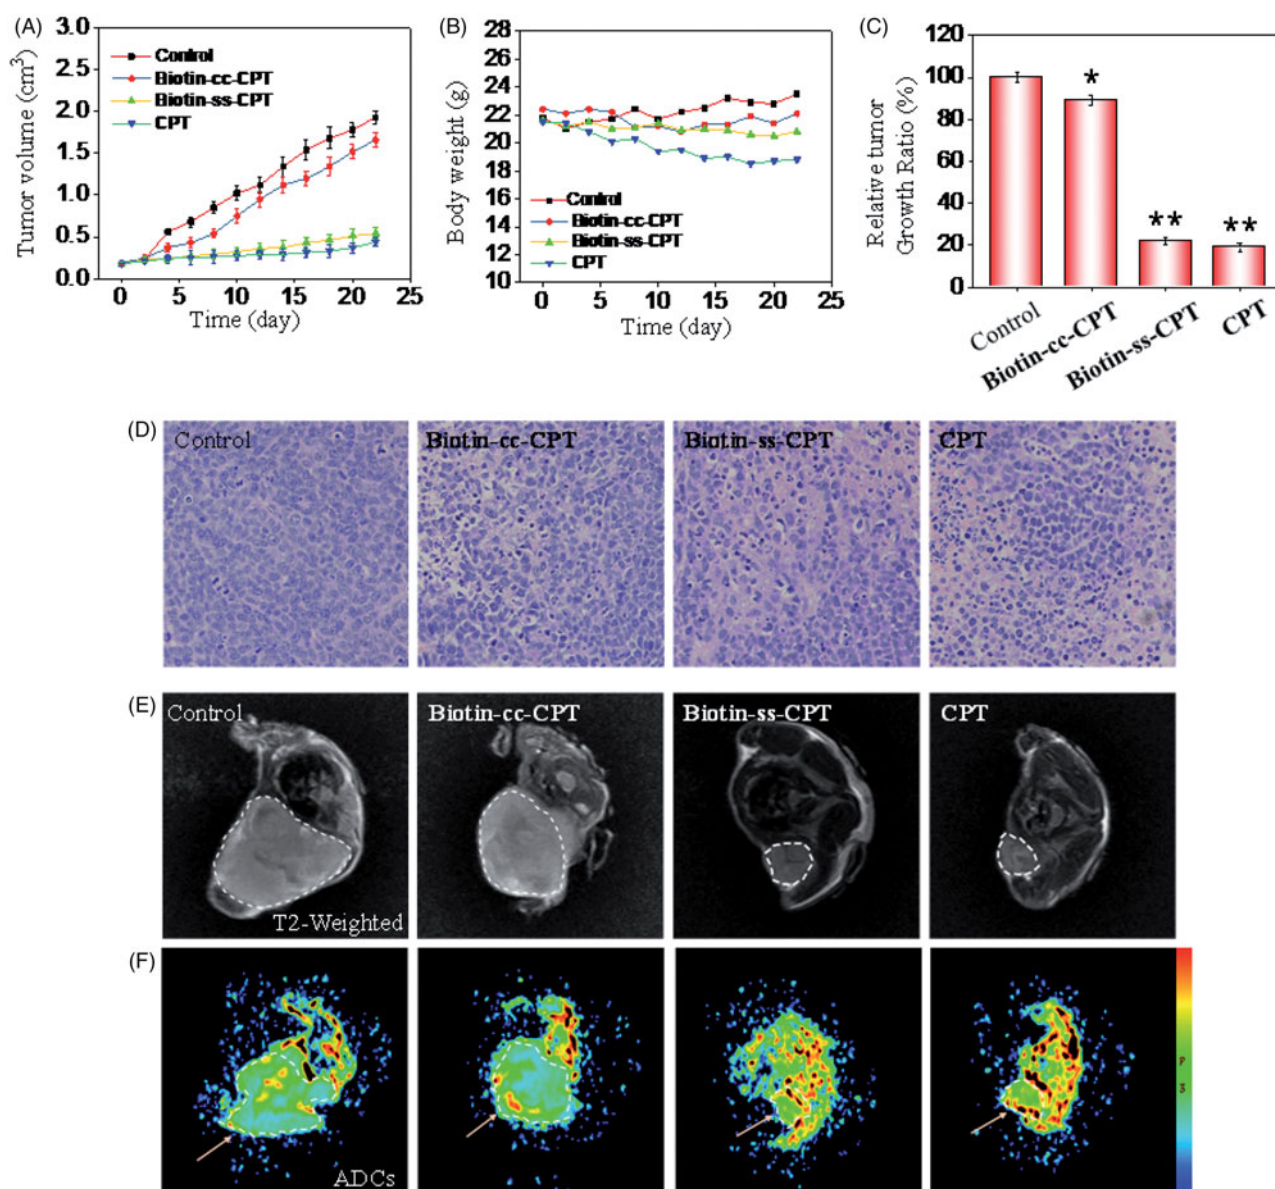 (A)
Tumor volume (cm³)
3.0
2.5
2.0
1.5
1.0
0.5
0.0
Control
Biotin-cc-CPT
Biotin-ss-CPT
CPT
0 5 10 15 20 25
Time (day)
(B)
Body weight (g)
28
26
24
22
20
18
16
14
12
10
Control
Biotin-cc-CPT
Biotin-ss-CPT
CPT
0 5 10 15 20 25
Time (day)
(C)
Relative tumor
Growth Ratio (%)
120
100
80
60
40
20
0
* ** **
Control
Biotin-cc-CPT
Biotin-ss-CPT
CPT
(D)
Control Biotin-cc-CPT Biotin-ss-CPT CPT
(E)
Control Biotin-cc-CPT Biotin-ss-CPT CPT
T2-Weighted
(F)
ADCs